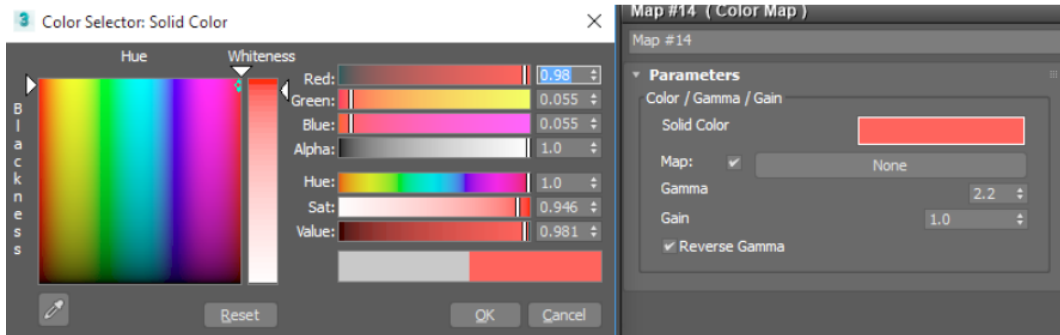 3 Color Selector: Solid Color
Hue
Whiteness
Blackness
Red: 0.98
Green: 0.055
Blue: 0.055
Alpha: 1.0
Hue: 1.0
Sat: 0.946
Value: 0.981
Reset
OK
Cancel
Map #14 ( Color Map )
Map #14
Parameters
Color / Gamma / Gain
Solid Color
Map: None
Gamma 2.2
Gain 1.0
Reverse Gamma